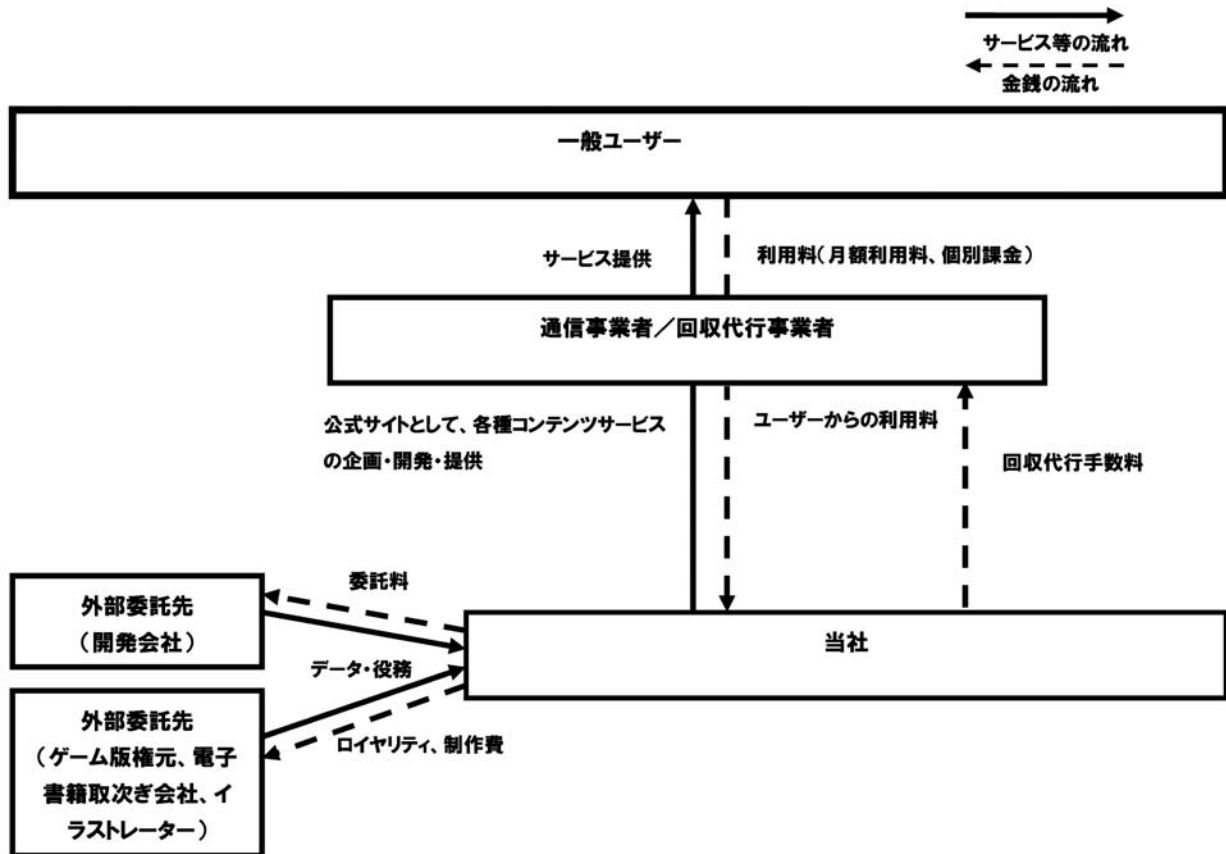 サービス等の流れ
金銭の流れ
一般ユーザー
サービス提供
利用料(月額利用料、個別課金)
通信事業者／回収代行事業者
公式サイトとして、各種コンテンツサービス
の企画・開発・提供
ユーザーからの利用料
回収代行手数料
委託料
外部委託先
(開発会社)
当社
データ・役務
外部委託先
(ゲーム版権元、電子
書籍取次ぎ会社、イ
ラストレーター)
ロイヤリティ、制作費